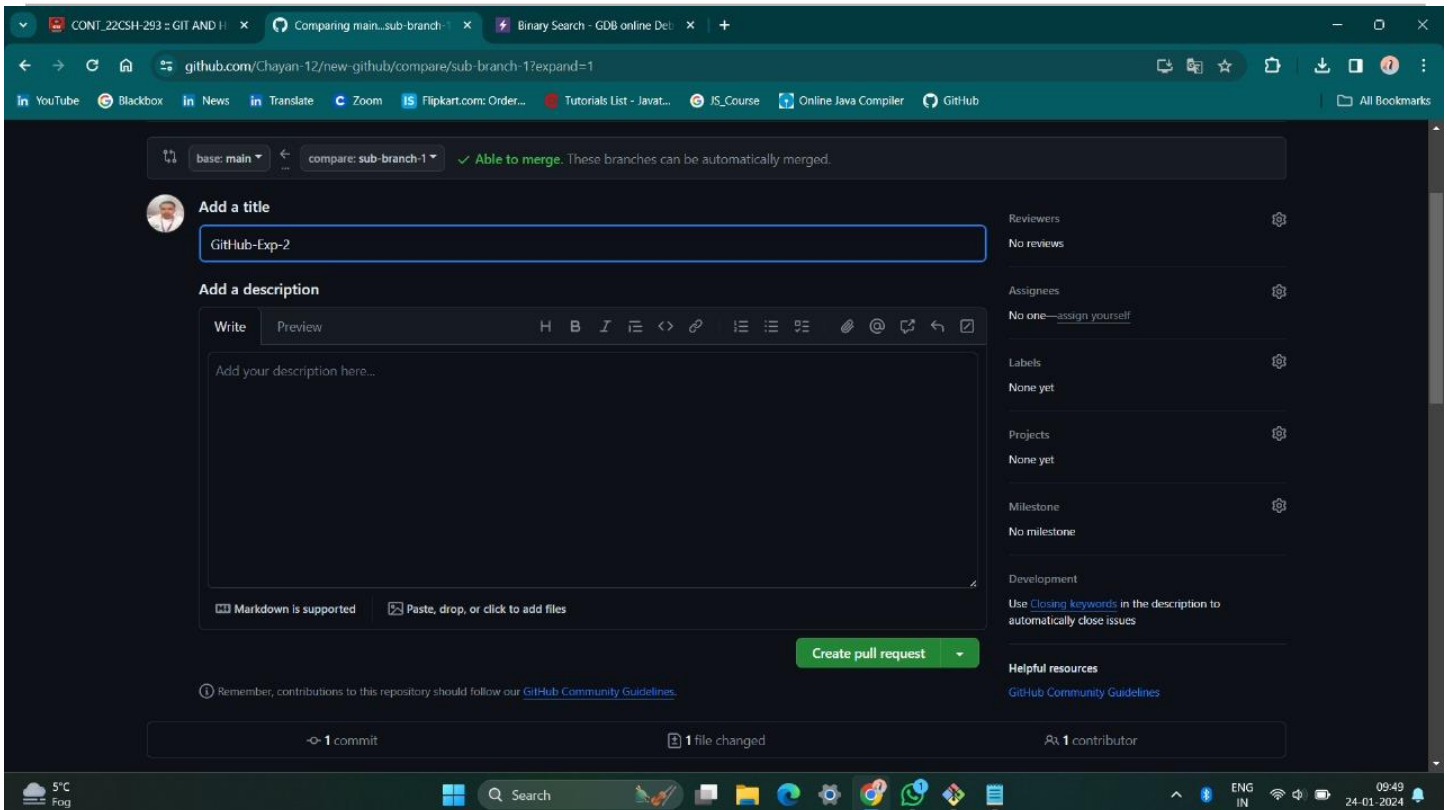 CONT_22CSH-293 :: GIT AND H
Comparing main...sub-branch-1
Binary Search - GDB online Deb
github.com/Chayan-12/new-github/compare/sub-branch-1?expand=1
YouTube Blackbox News Translate Zoom Flipkart.com: Order... Tutorials List - Javat... JS_Course Online Java Compiler GitHub All Bookmarks
base: main compare: sub-branch-1 Able to merge. These branches can be automatically merged.
Add a title
GitHub-Exp-2
Add a description
Write Preview
Add your description here...
Markdown is supported Paste, drop, or click to add files
Create pull request
Remember, contributions to this repository should follow our GitHub Community Guidelines.
Reviewers
No reviews
Assignees
No one—assign yourself
Labels
None yet
Projects
None yet
Milestone
No milestone
Development
Use Closing keywords in the description to
automatically close issues
Helpful resources
GitHub Community Guidelines
1 commit 1 file changed 1 contributor
5°C
Fog
Search
ENG
IN
09:49
24-01-2024